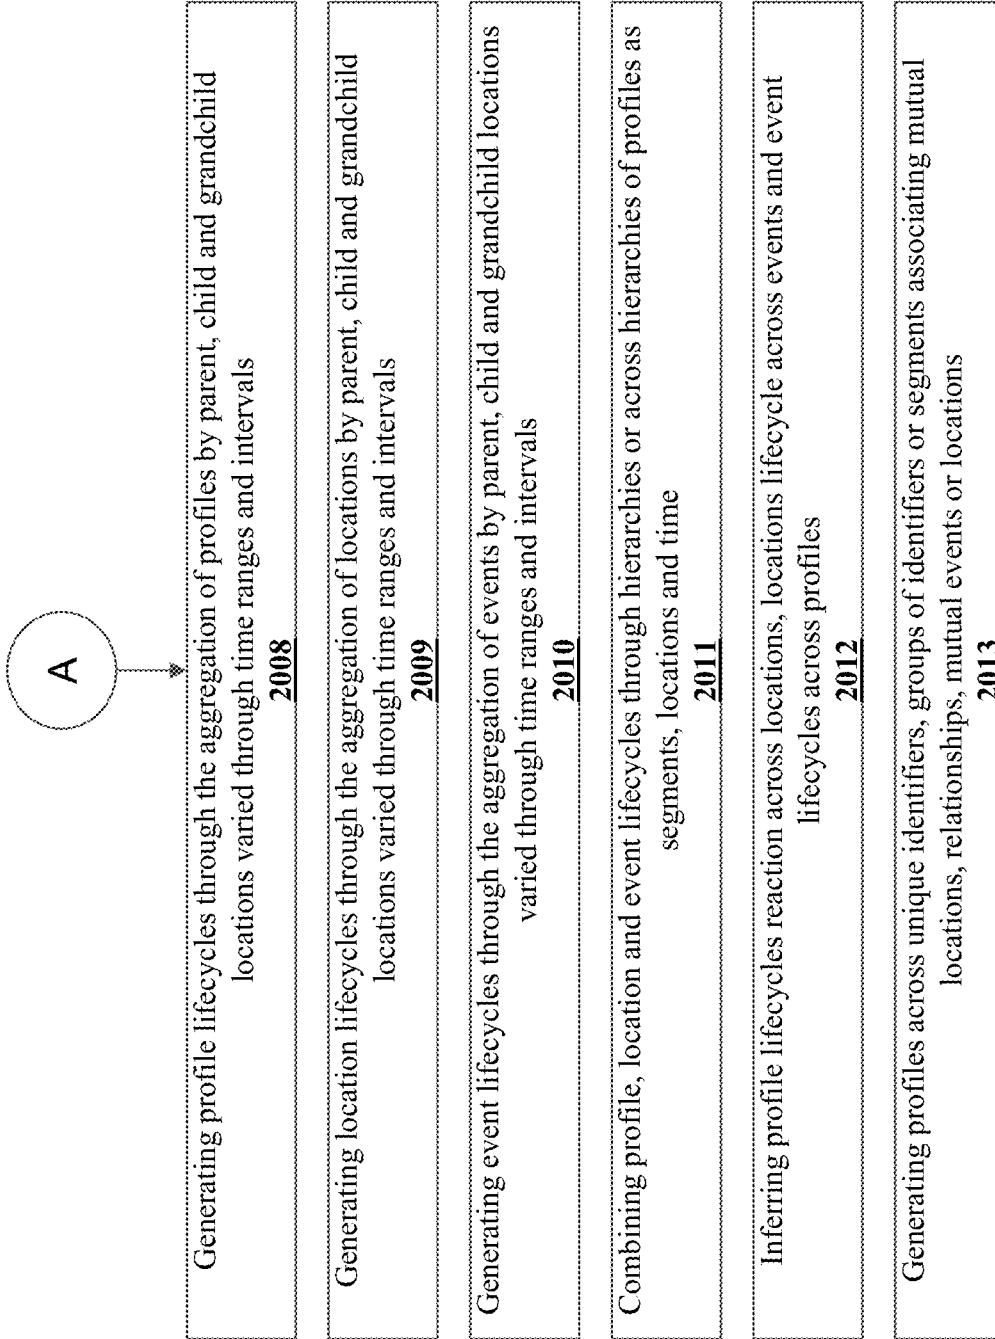 A
Generating profile lifecycles through the aggregation of profiles by parent, child and grandchild
locations varied through time ranges and intervals
2008
Generating location lifecycles through the aggregation of locations by parent, child and grandchild
locations varied through time ranges and intervals
2009
Generating event lifecycles through the aggregation of events by parent, child and grandchild locations
varied through time ranges and intervals
2010
Combining profile, location and event lifecycles through hierarchies or across hierarchies of profiles as
segments, locations and time
2011
Inferring profile lifecycles reaction across locations, locations lifecycle across events and event
lifecycles across profiles
2012
Generating profiles across unique identifiers, groups of identifiers or segments associating mutual
locations, relationships, mutual events or locations
2013